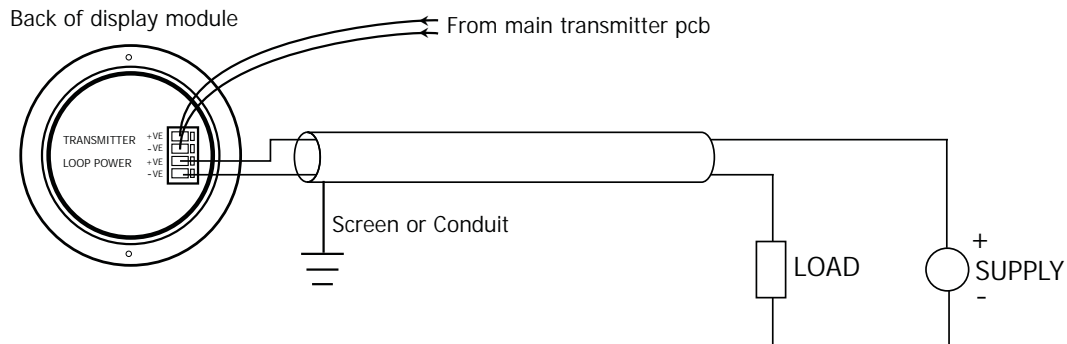 Back of display module
From main transmitter pcb
TRANSMITTER +VE
-VE
LOOP POWER +VE
-VE
Screen or Conduit
LOAD
+
SUPPLY
-